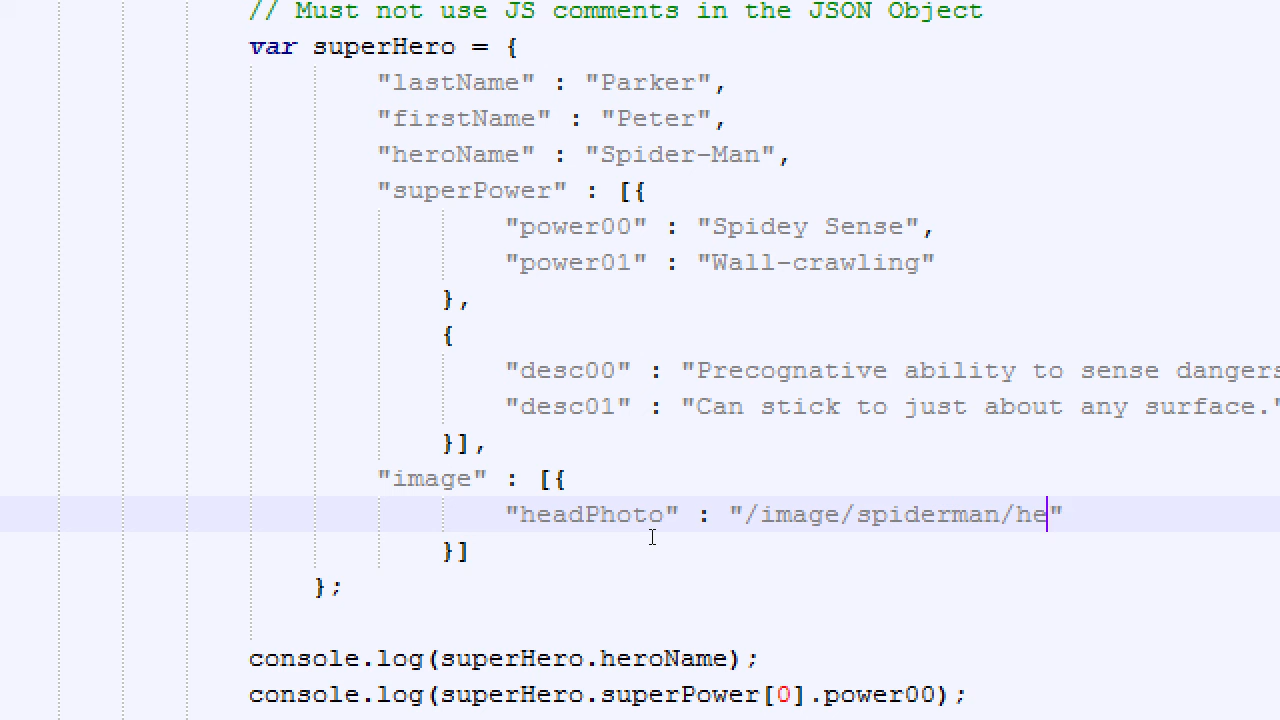 // Must not use JS comments in the JSON Object
var superHero = {
"lastName" : "Parker",
"firstName" : "Peter",
"heroName" : "Spider-Man",
"superPower" : [{
"power00" : "Spidey Sense",
"power01" : "Wall-crawling"
},
{
"desc00" : "Precognative ability to sense dangers
"desc01" : "Can stick to just about any surface."
}],
"image" : [{
"headPhoto" : "/image/spiderman/he"
}]
};
console.log(superHero.heroName);
console.log(superHero.superPower[0].power00);